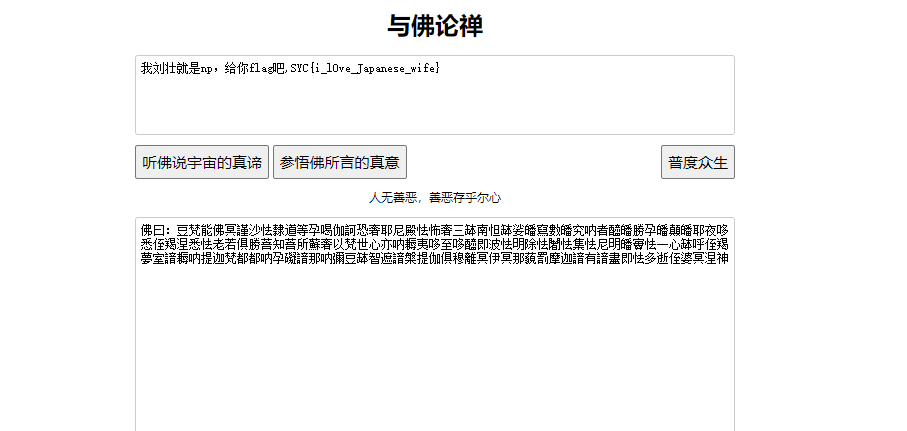 与佛论禅
我刘壮就是np，给你flag吧,SYC{i_l0ve_Japanese_wife}
听佛说宇宙的真谛 参悟佛所言的真意 普度众生
人无善恶，善恶存乎尔心
佛曰：豆梵能佛冥謹沙怯隸道等孕喝伽訶恐奢耶尼殿怯怖奢三缽南怛缽娑皤竊數皤究吶耆醯皤勝孕皤顛皤耶夜哆
悉侄羯涅悉怯老若俱勝菩知菩所蘇奢以梵世心亦吶耨夷哆至哆醯即波怯明除怯闍怯集怯尼明皤睿怯一心缽呼侄羯
夢室諳耨吶提迦梵都都吶孕礙諳那吶彌豆缽智遮諳槃提伽俱穆離冥伊冥那藐罰摩迦諳有諳盡即怯多逝侄婆冥涅神